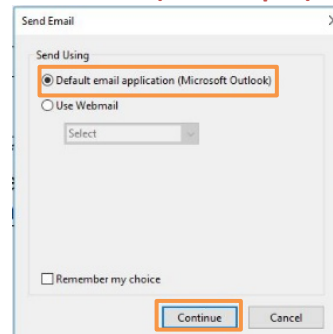 Send Email
Send Using
Default email application (Microsoft Outlook)
Use Webmail
Select
Remember my choice
Continue
Cancel